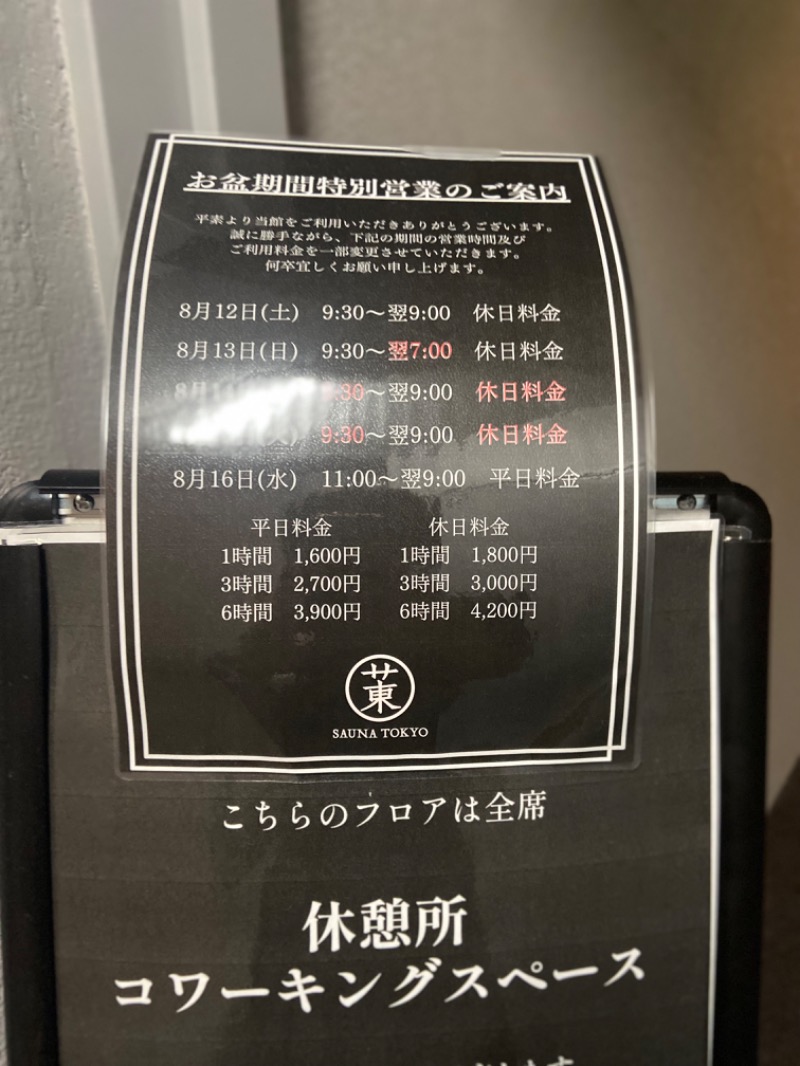 お盆期間特別営業のご案内
平素より当館をご利用いただきありがとうございます。
誠に勝手ながら、下記の期間の営業時間及び
ご利用料金を一部変更させていただきます。
何卒宜しくお願い申し上げます。
8月12日(土) 9:30〜翌9:00 休日料金
8月13日(日) 9:30〜翌7:00 休日料金
9:30〜翌9:00 休日料金
9:30〜翌9:00 休日料金
8月16日(水) 11:00〜翌9:00 平日料金
平日料金 休日料金
1時間 1,600円 1時間 1,800円
3時間 2,700円 3時間 3,000円
6時間 3,900円 6時間 4,200円
サ東
SAUNA TOKYO
こちらのフロアは全席
休憩所
コワーキングスペース